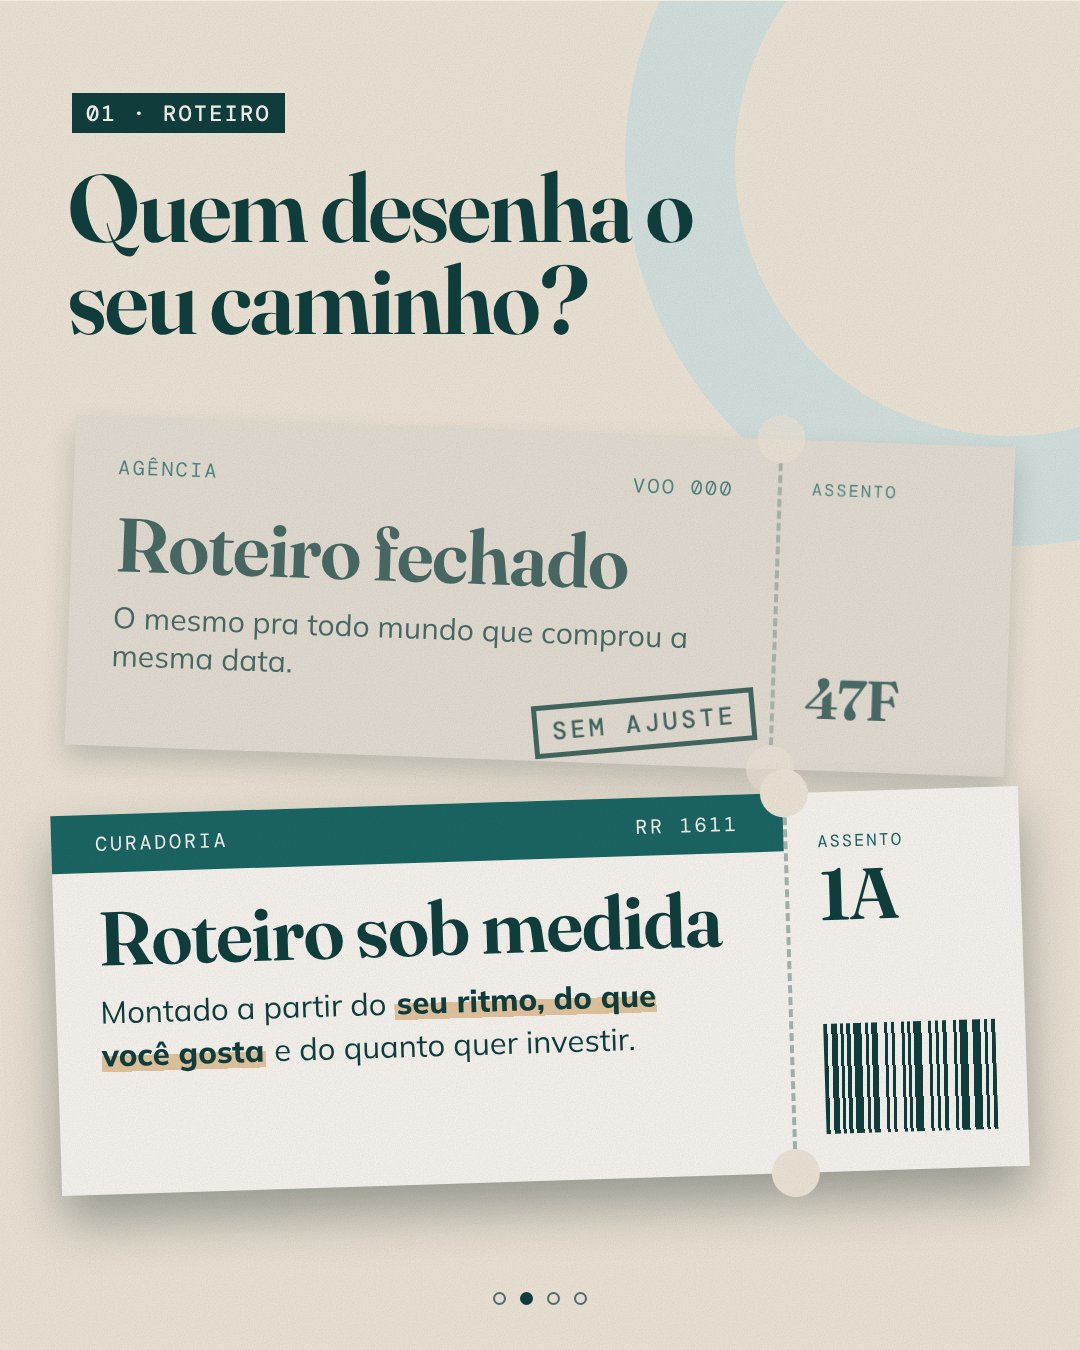 01 · ROTEIRO
Quem desenha o
seu caminho?
AGÊNCIA
VOO 000
ASSENTO
Roteiro fechado
O mesmo pra todo mundo que comprou a
mesma data.
SEM AJUSTE
47F
CURADORIA
RR 1611
ASSENTO
1A
Roteiro sob medida
Montado a partir do seu ritmo, do que
você gosta e do quanto quer investir.